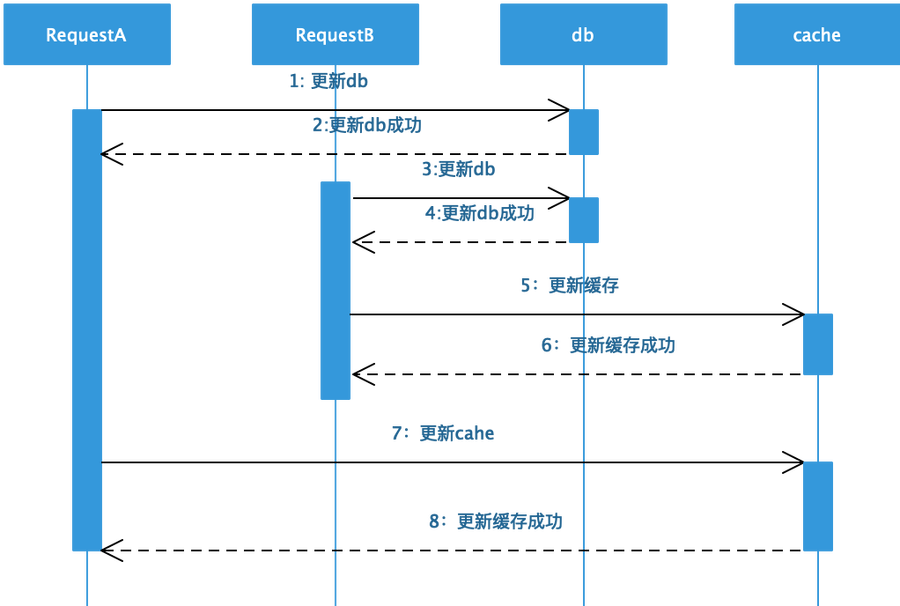 RequestA
RequestB
db
cache
1: 更新db
2:更新db成功
3:更新db
4:更新db成功
5：更新缓存
6：更新缓存成功
7：更新cahe
8：更新缓存成功